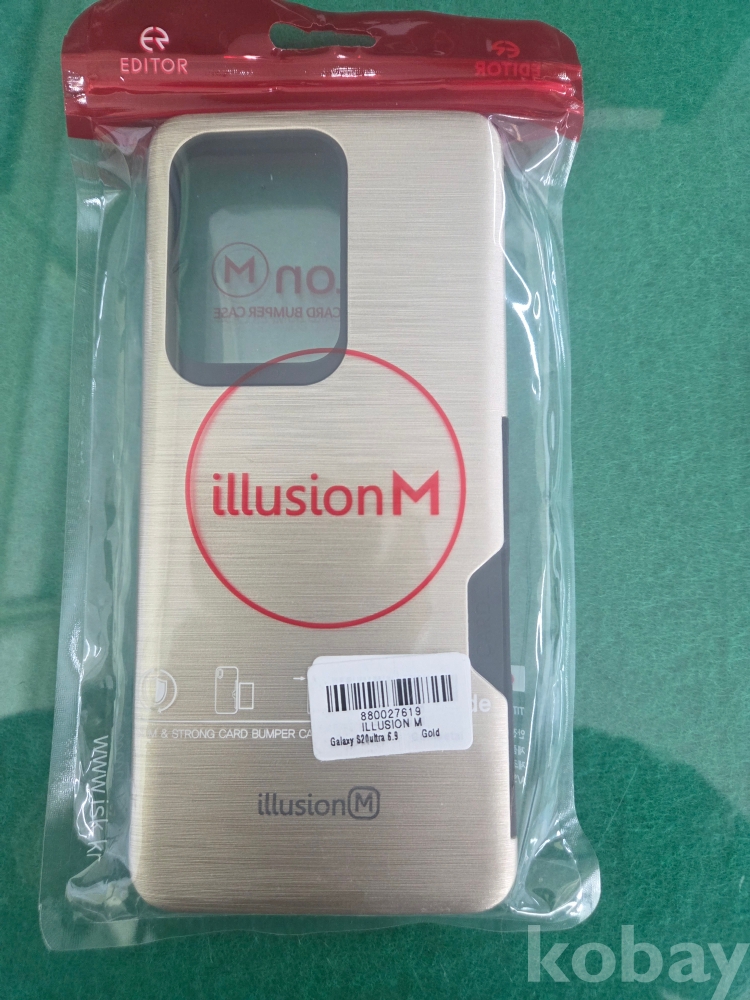 EDITOR
EDITOR
M on
CARD BUMPER CASE
illusionM
de
M & STRONG CARD BUMPER CA
880027619
ILLUSION M
Galaxy S20ultra 6.9 Gold
illusionM
kobay